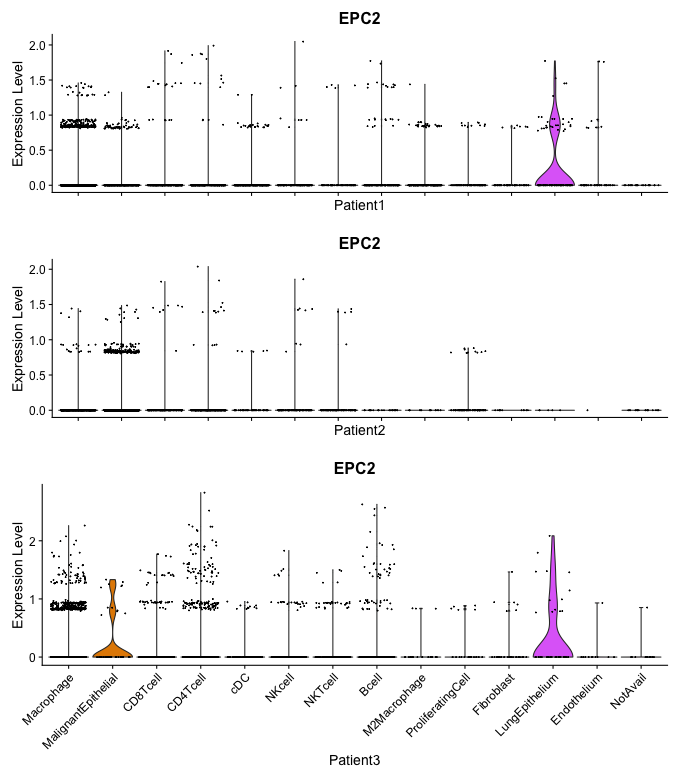 EPC2
Expression Level
2.0
1.5
1.0
0.5
0.0
Patient1
EPC2
Expression Level
2.0
1.5
1.0
0.5
0.0
Patient2
EPC2
Expression Level
2
1
0
Macrophage
MalignantEpithelial
CD8Tcell
CD4Tcell
cDC
NKcell
NKTcell
Bcell
M2Macrophage
ProliferatingCell
Fibroblast
LungEpithelium
Endothelium
NotAvail
Patient3